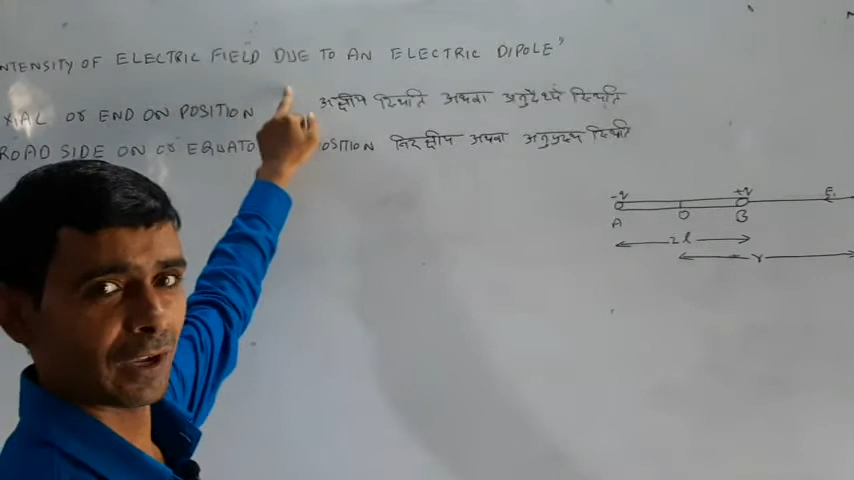 NTENSITY OF ELECTRIC FIELD DUE TO AN ELECTRIC DIPOLE"
XIAL OR END ON POSITION अक्षीय स्थिति अथवा अनुदैर्ध्य स्थिति
ROAD SIDE ON OR EQUATO OSITION निरक्षीय अथवा अनुप्रस्थ स्थिति
-q +q E
A O B
2l
r